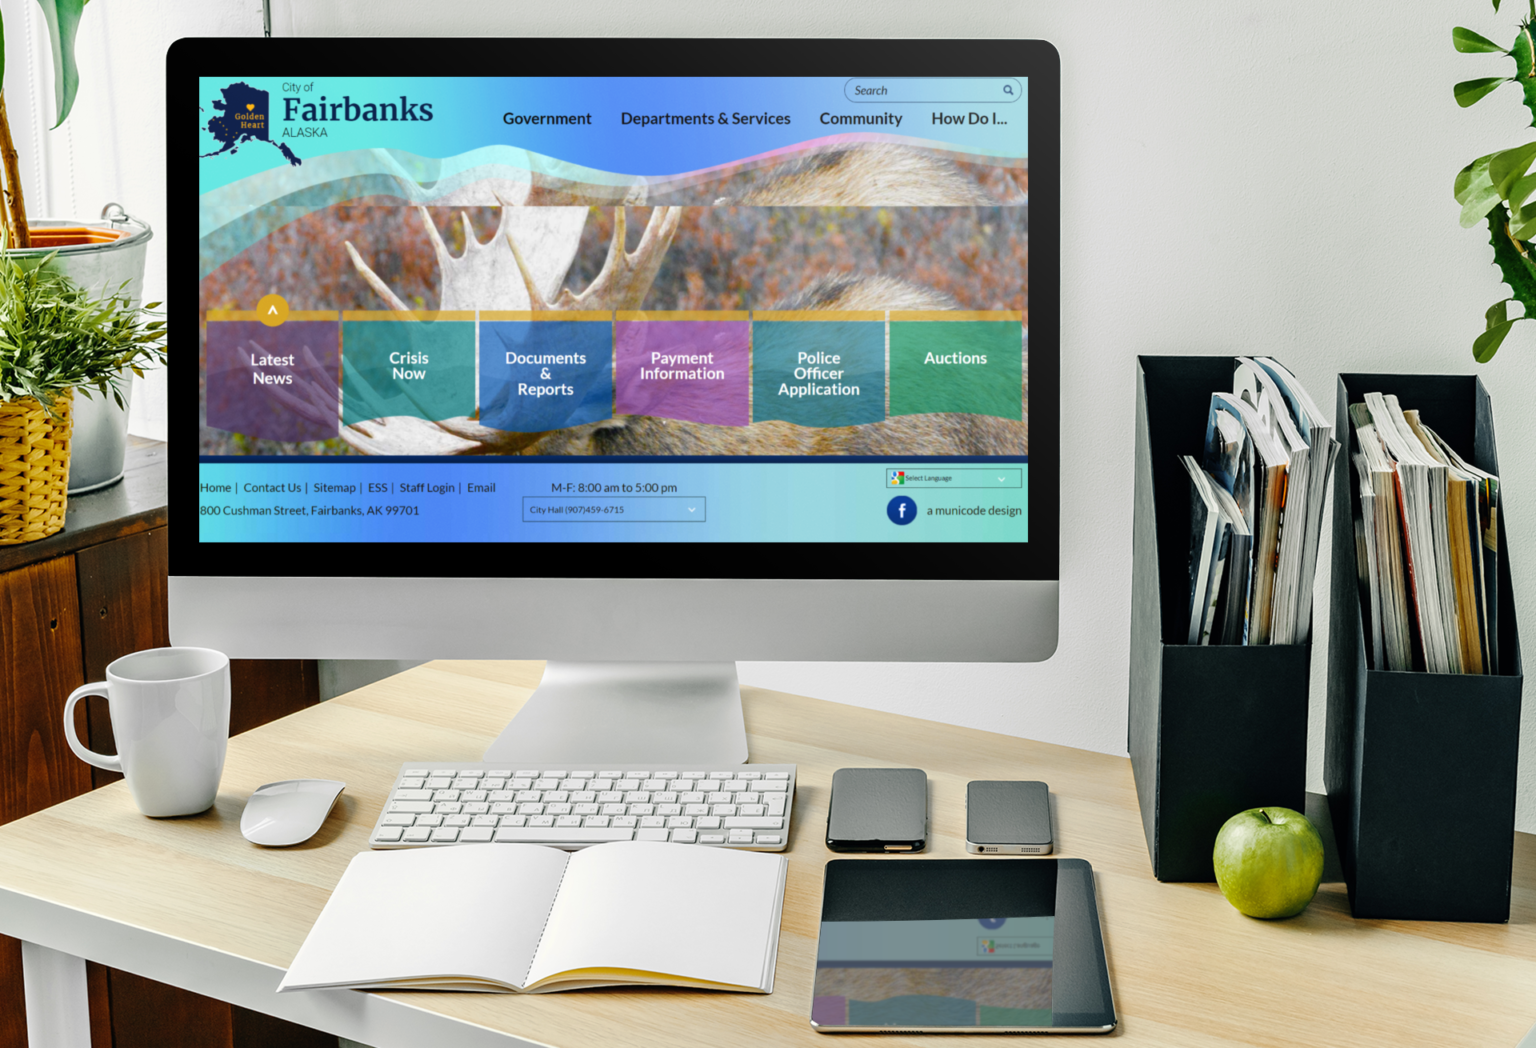 City of
Fairbanks
ALASKA
Golden
Heart
Search
Government
Departments & Services
Community
How Do I...
Latest
News
Crisis
Now
Documents
&
Reports
Payment
Information
Police
Officer
Application
Auctions
Home | Contact Us | Sitemap | ESS | Staff Login | Email
800 Cushman Street, Fairbanks, AK 99701
M-F: 8:00 am to 5:00 pm
City Hall (907)459-6715
Select Language
f
a municode design